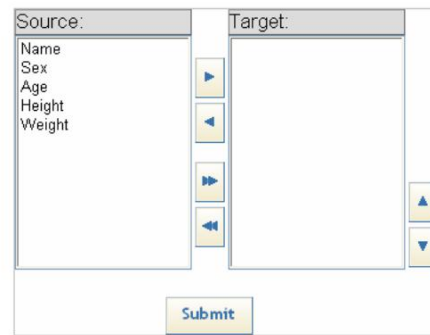 Source:
Target:
Name
Sex
Age
Height
Weight
Submit